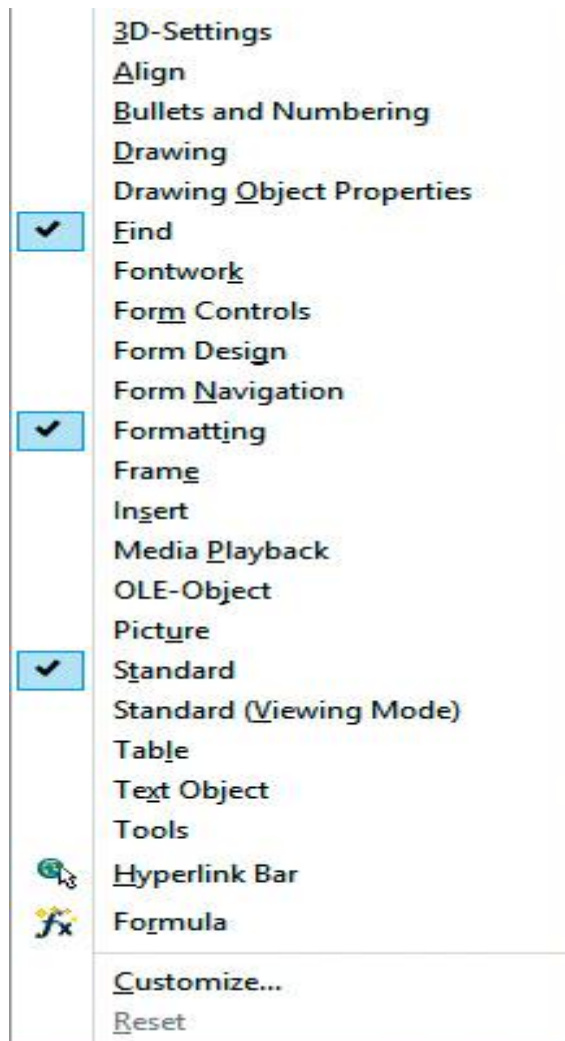 3D-Settings
Align
Bullets and Numbering
Drawing
Drawing Object Properties
Find
Fontwork
Form Controls
Form Design
Form Navigation
Formatting
Frame
Insert
Media Playback
OLE-Object
Picture
Standard
Standard (Viewing Mode)
Table
Text Object
Tools
Hyperlink Bar
Formula
Customize...
Reset